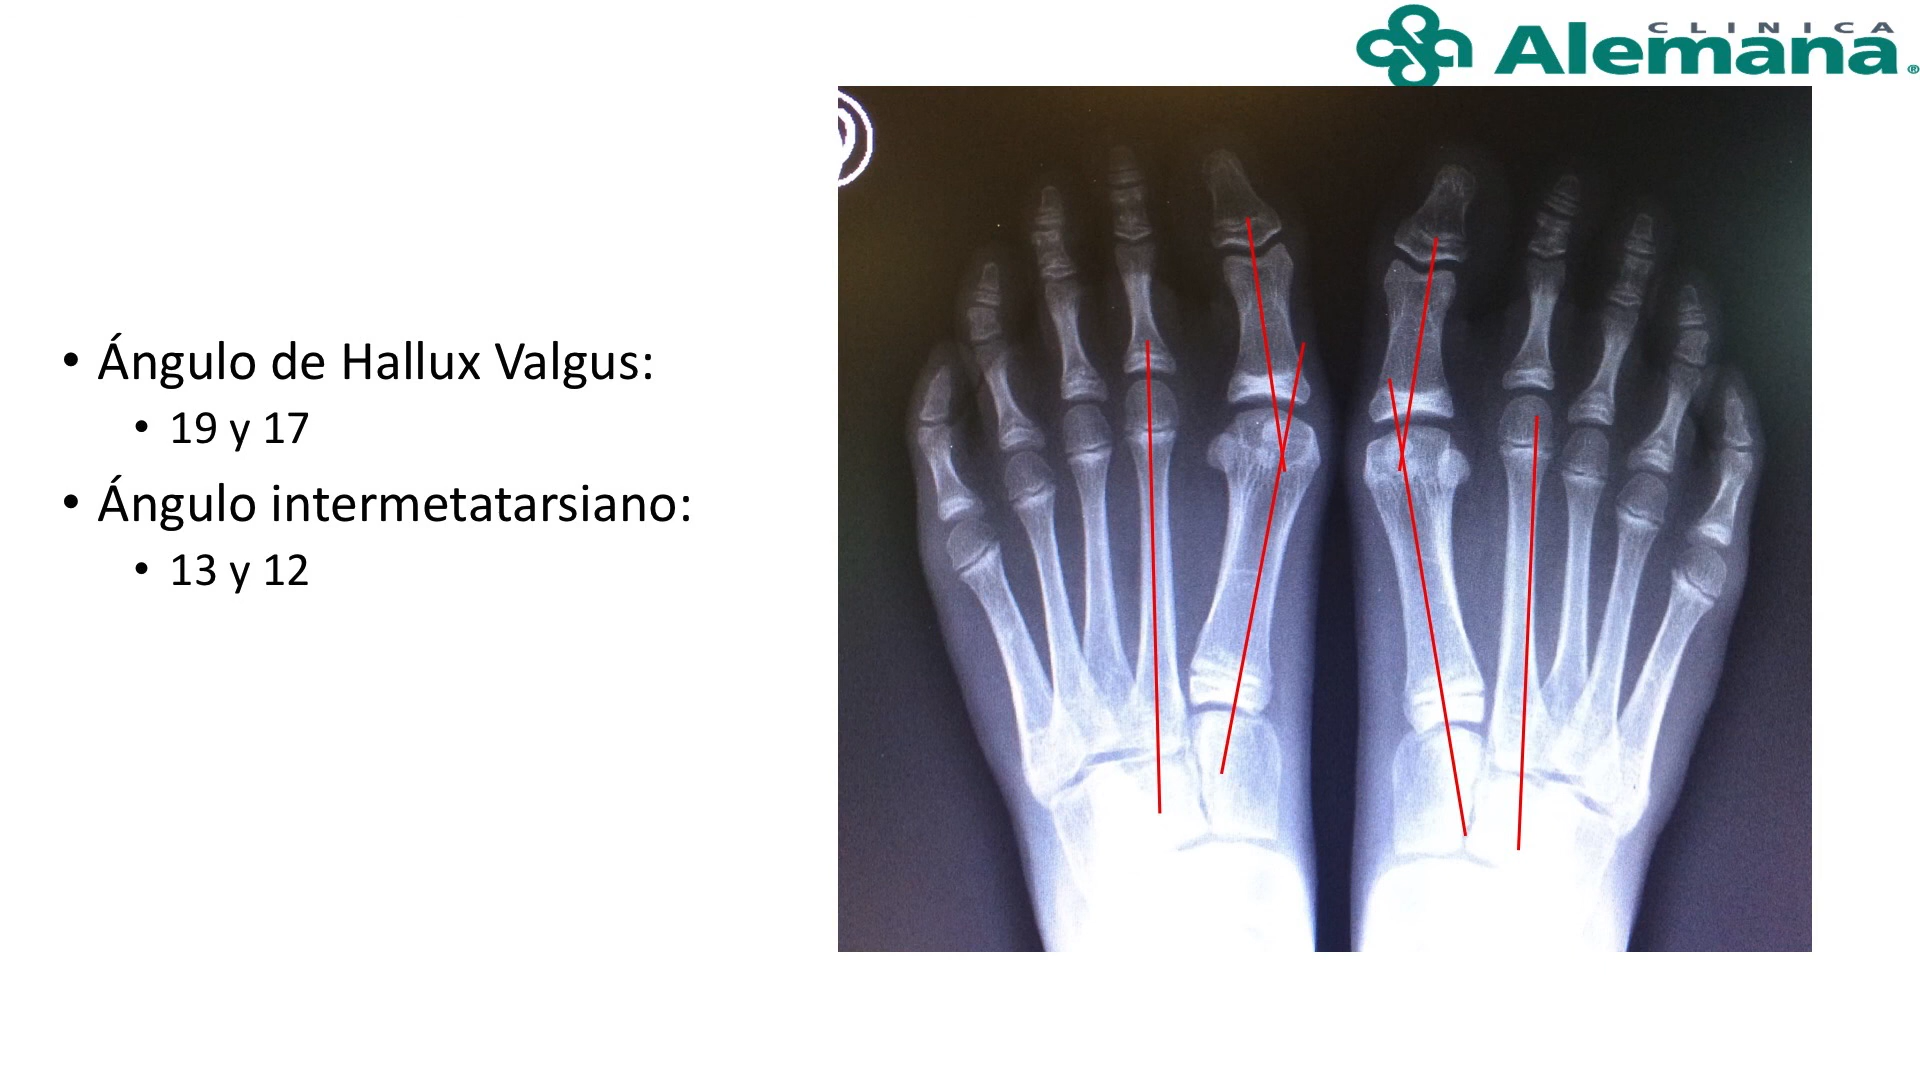 CLINICA
Alemana®
• Ángulo de Hallux Valgus:
• 19 y 17
• Ángulo intermetatarsiano:
• 13 y 12